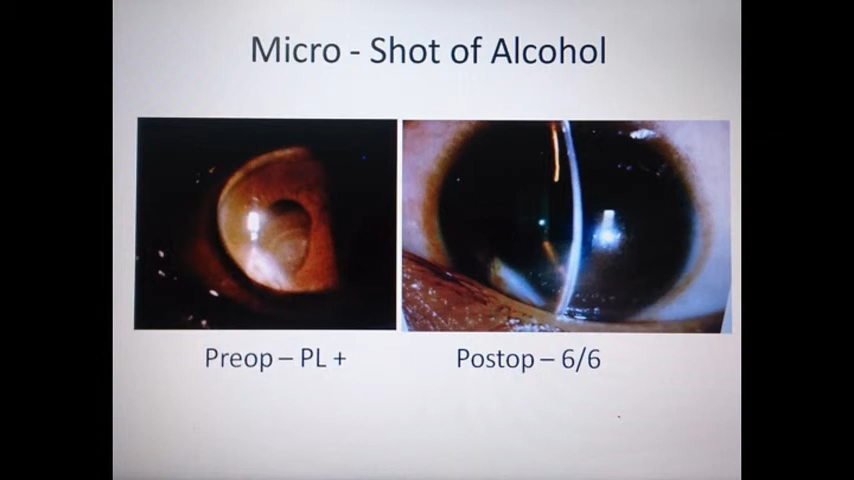 Micro - Shot of Alcohol
Preop – PL +
Postop – 6/6